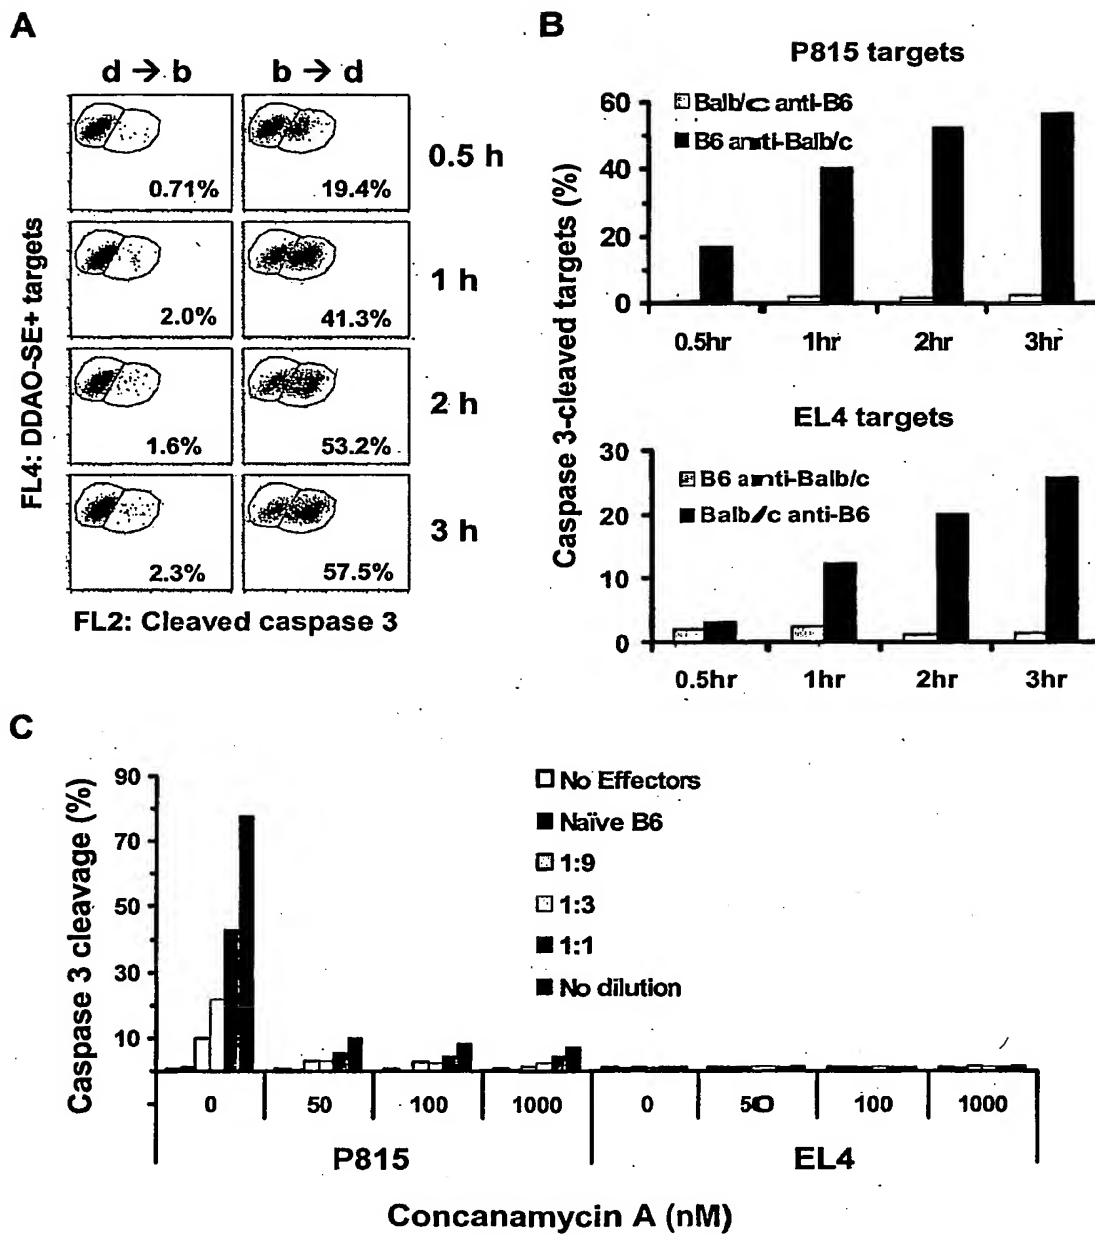 A
d → b
b → d
0.71%
19.4%
0.5 h
2.0%
41.3%
1 h
1.6%
53.2%
2 h
2.3%
57.5%
3 h
FL4: DDAO-SE+ targets
FL2: Cleaved caspase 3
B
P815 targets
Balb/c anti-B6
B6 anti-Balb/c
60
40
20
0
0.5hr
1hr
2hr
3hr
Caspase 3-cleaved targets (%)
EL4 targets
B6 anti-Balb/c
Balb/c anti-B6
30
20
10
0
0.5hr
1hr
2hr
3hr
C
Caspase 3 cleavage (%)
90
70
50
30
10
No Effectors
Naïve B6
1:9
1:3
1:1
No dilution
0
50
100
1000
0
50
100
1000
P815
EL4
Concanamycin A (nM)